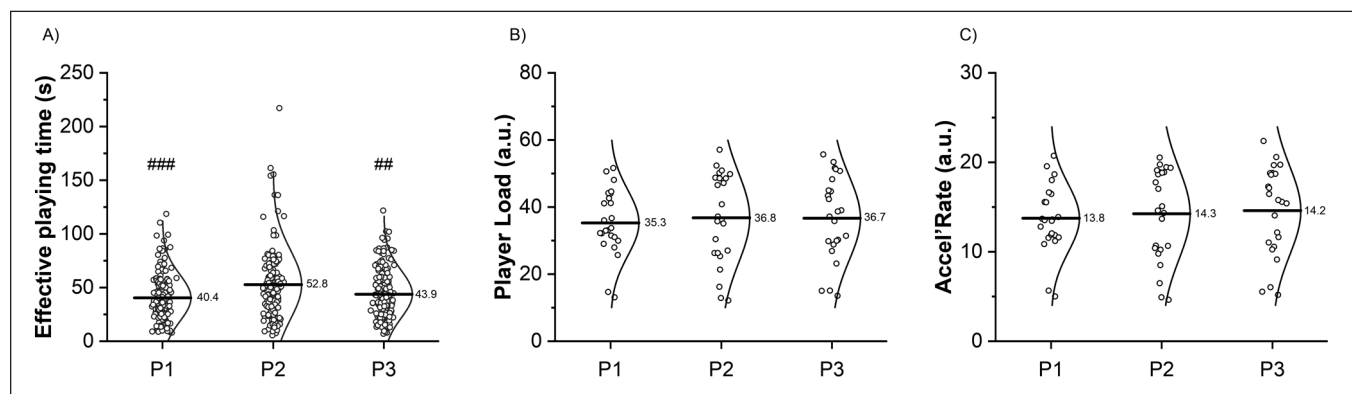 A)
Effective playing time (s)
250
200
150
100
50
0
###
##
40.4
52.8
43.9
P1
P2
P3
B)
Player Load (a.u.)
80
60
40
20
0
35.3
36.8
36.7
P1
P2
P3
C)
Accel'Rate (a.u.)
30
20
10
0
13.8
14.3
14.2
P1
P2
P3